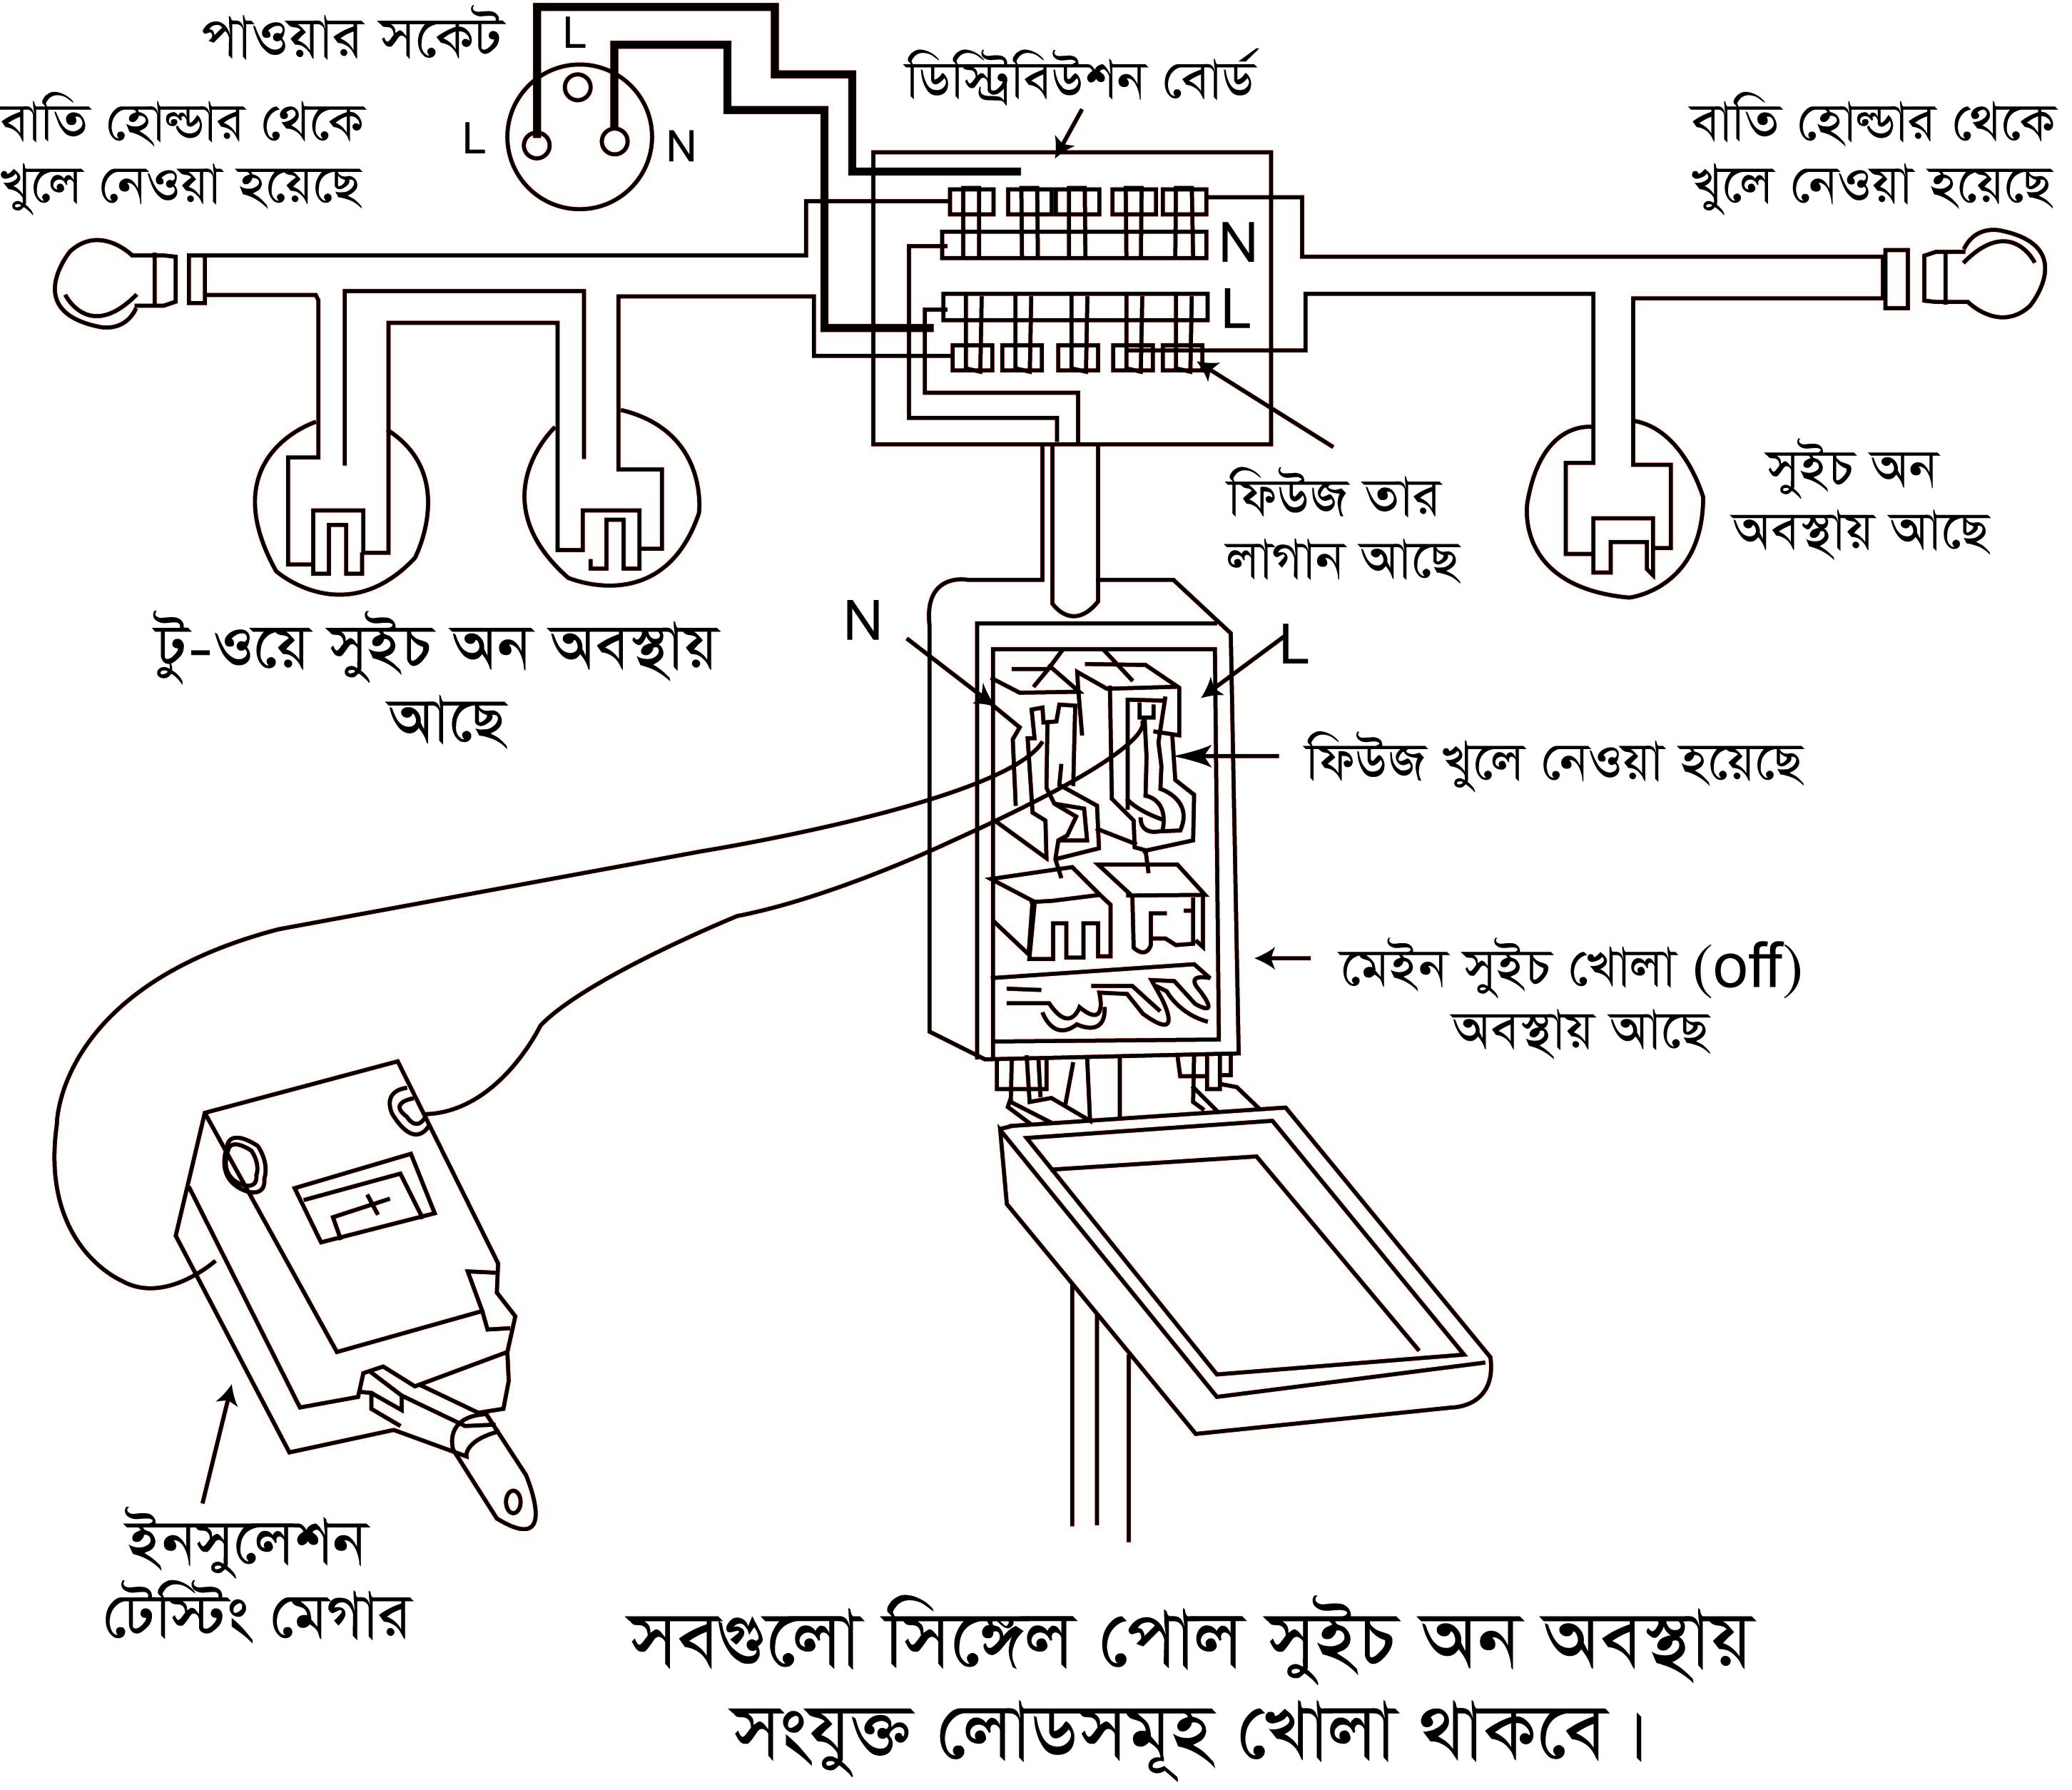 পাওয়ার সকেট
L
L
N
ডিস্ট্রিবিউশন বোর্ড
বাতি হোল্ডার থেকে
খুলে নেওয়া হয়েছে
বাতি হোল্ডার থেকে
খুলে নেওয়া হয়েছে
N
L
ফিউজ তার
লাগান আছে
সুইচ অন
অবস্থায় আছে
টু-ওয়ে সুইচ অন অবস্থায়
আছে
N
L
ফিউজ খুলে নেওয়া হয়েছে
মেইন সুইচ খোলা (off)
অবস্থায় আছে
ইনসুলেশন
টেস্টিং মেগার
সবগুলো সিঙ্গেল পোল সুইচ অন অবস্থায়
সংযুক্ত লোডসমূহ খোলা থাকবে।